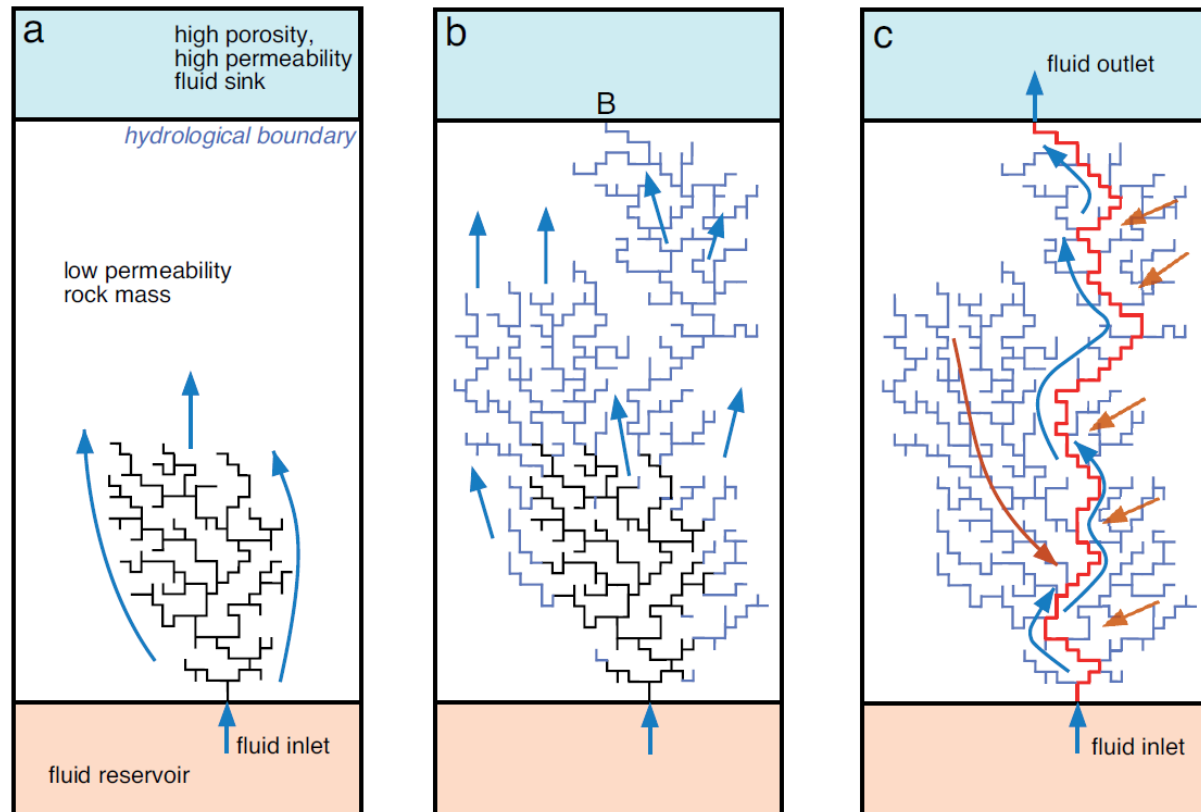 a
high porosity,
high permeability
fluid sink
hydrological boundary
low permeability
rock mass
fluid inlet
fluid reservoir
b
B
c
fluid outlet
fluid inlet